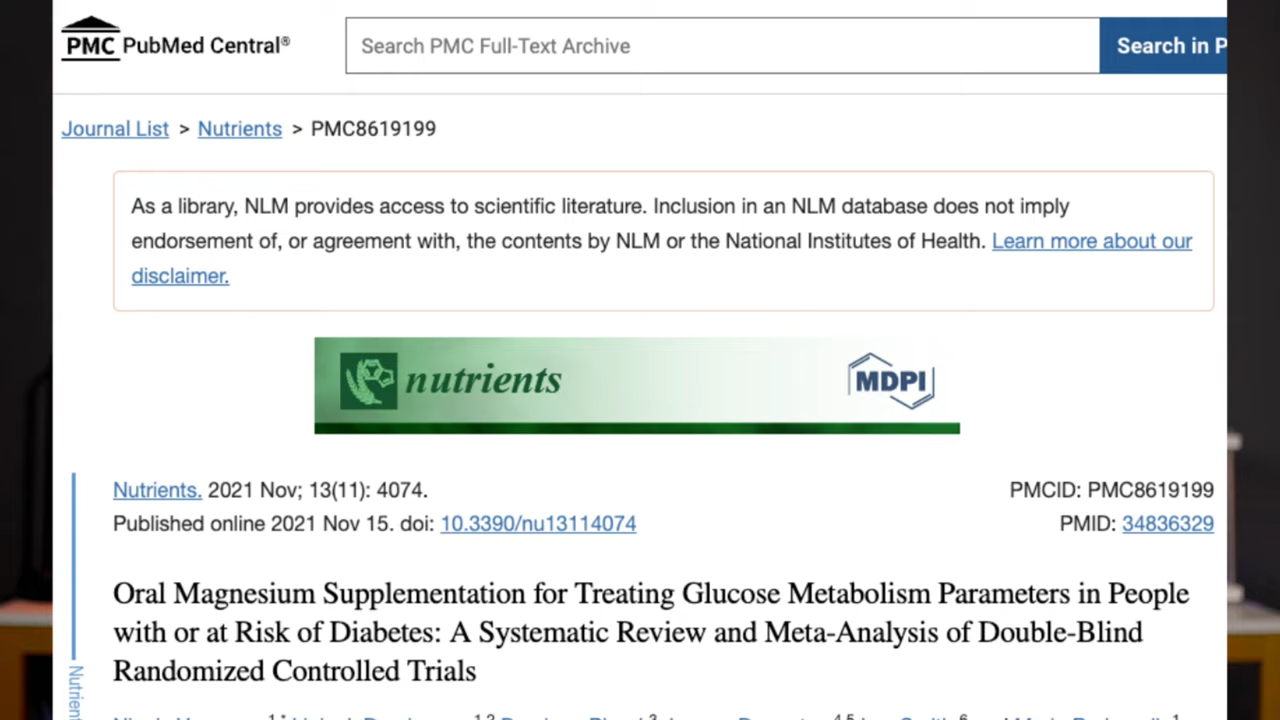 PMC PubMed Central®
Search PMC Full-Text Archive
Search in P
Journal List > Nutrients > PMC8619199
As a library, NLM provides access to scientific literature. Inclusion in an NLM database does not imply
endorsement of, or agreement with, the contents by NLM or the National Institutes of Health. Learn more about our
disclaimer.
nutrients
MDPI
Nutrients. 2021 Nov; 13(11): 4074.
PMCID: PMC8619199
Published online 2021 Nov 15. doi: 10.3390/nu13114074
PMID: 34836329
Oral Magnesium Supplementation for Treating Glucose Metabolism Parameters in People
with or at Risk of Diabetes: A Systematic Review and Meta-Analysis of Double-Blind
Randomized Controlled Trials
Nutrient